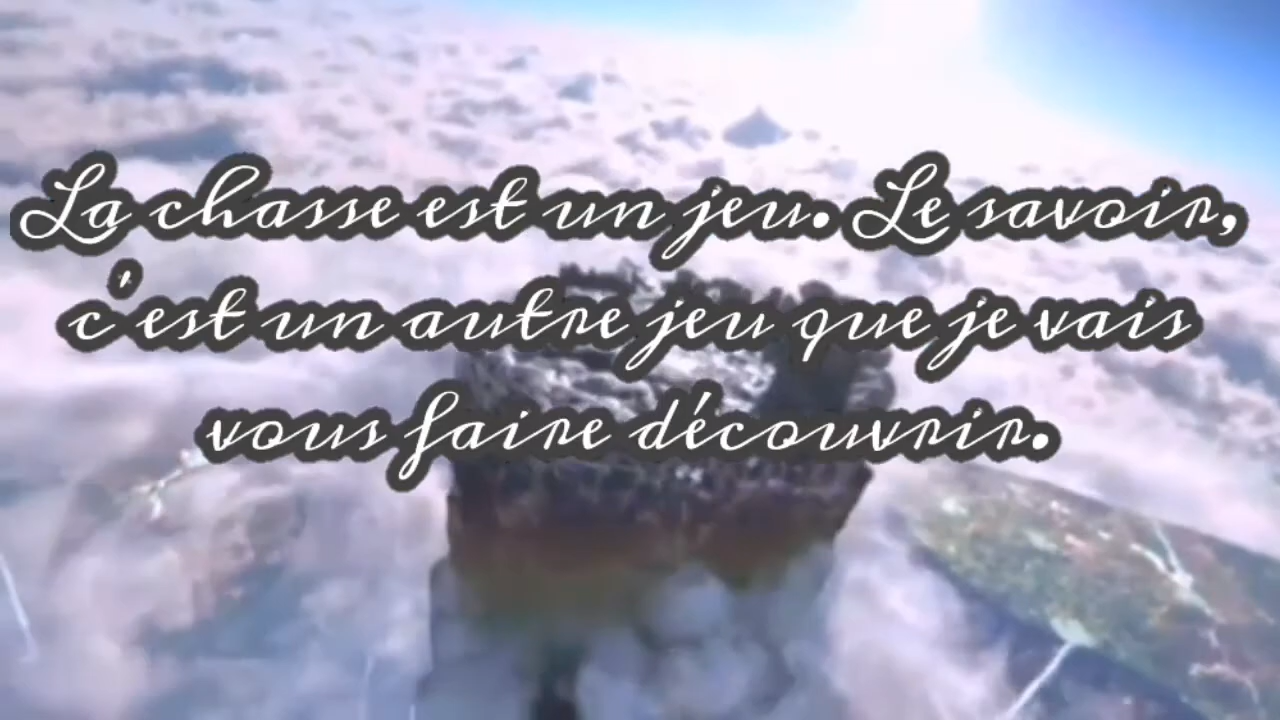 La chasse est un jeu. Le savoir,
c'est un autre jeu que je vais
vous faire découvrir.